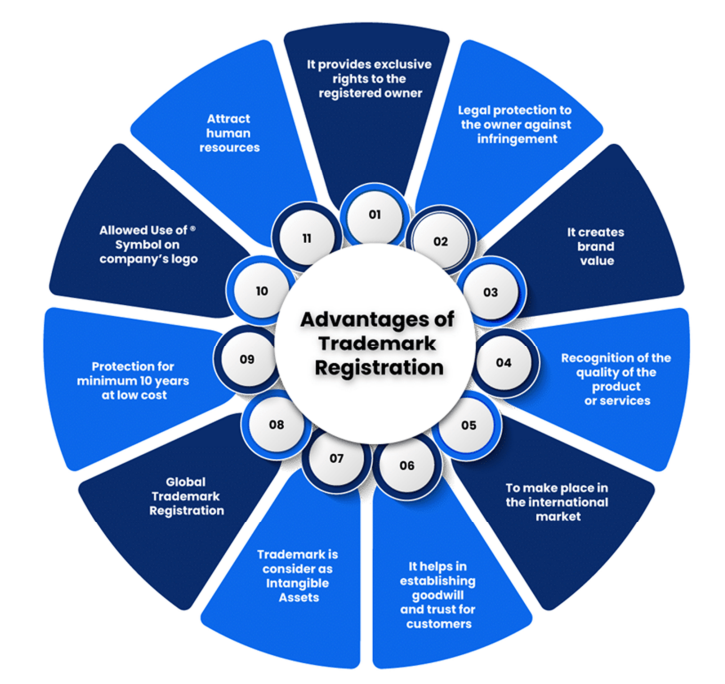 Advantages of
Trademark
Registration
01
It provides exclusive
rights to the
registered owner
02
Legal protection to
the owner against
infringement
03
It creates
brand
value
04
Recognition of the
quality of the
product
or services
05
To make place in
the international
market
06
It helps in
establishing
goodwill
and trust for
customers
07
Trademark is
consider as
Intangible
Assets
08
Global
Trademark
Registration
09
Protection for
minimum 10 years
at low cost
10
Allowed Use of ®
Symbol on
company's logo
11
Attract
human
resources